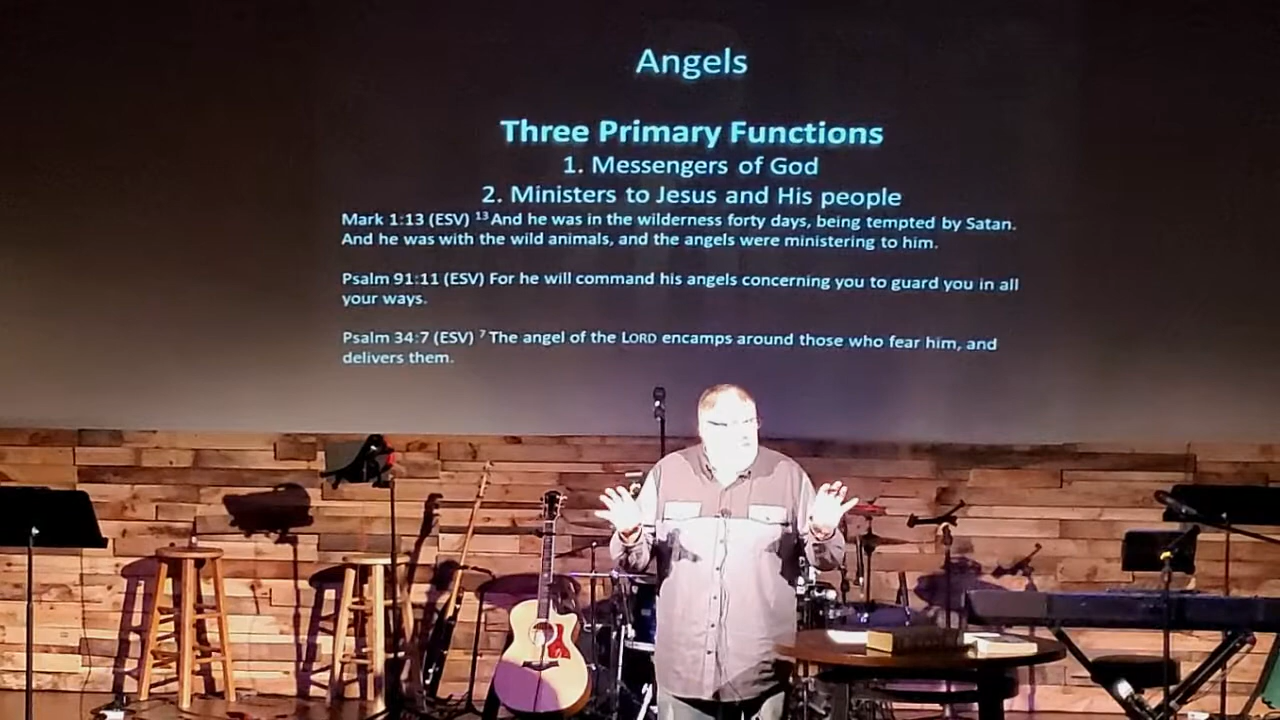 Angels
Three Primary Functions
1. Messengers of God
2. Ministers to Jesus and His people
Mark 1:13 (ESV) ¹³ And he was in the wilderness forty days, being tempted by Satan.
And he was with the wild animals, and the angels were ministering to him.
Psalm 91:11 (ESV) For he will command his angels concerning you to guard you in all
your ways.
Psalm 34:7 (ESV) ⁷ The angel of the LORD encamps around those who fear him, and
delivers them.